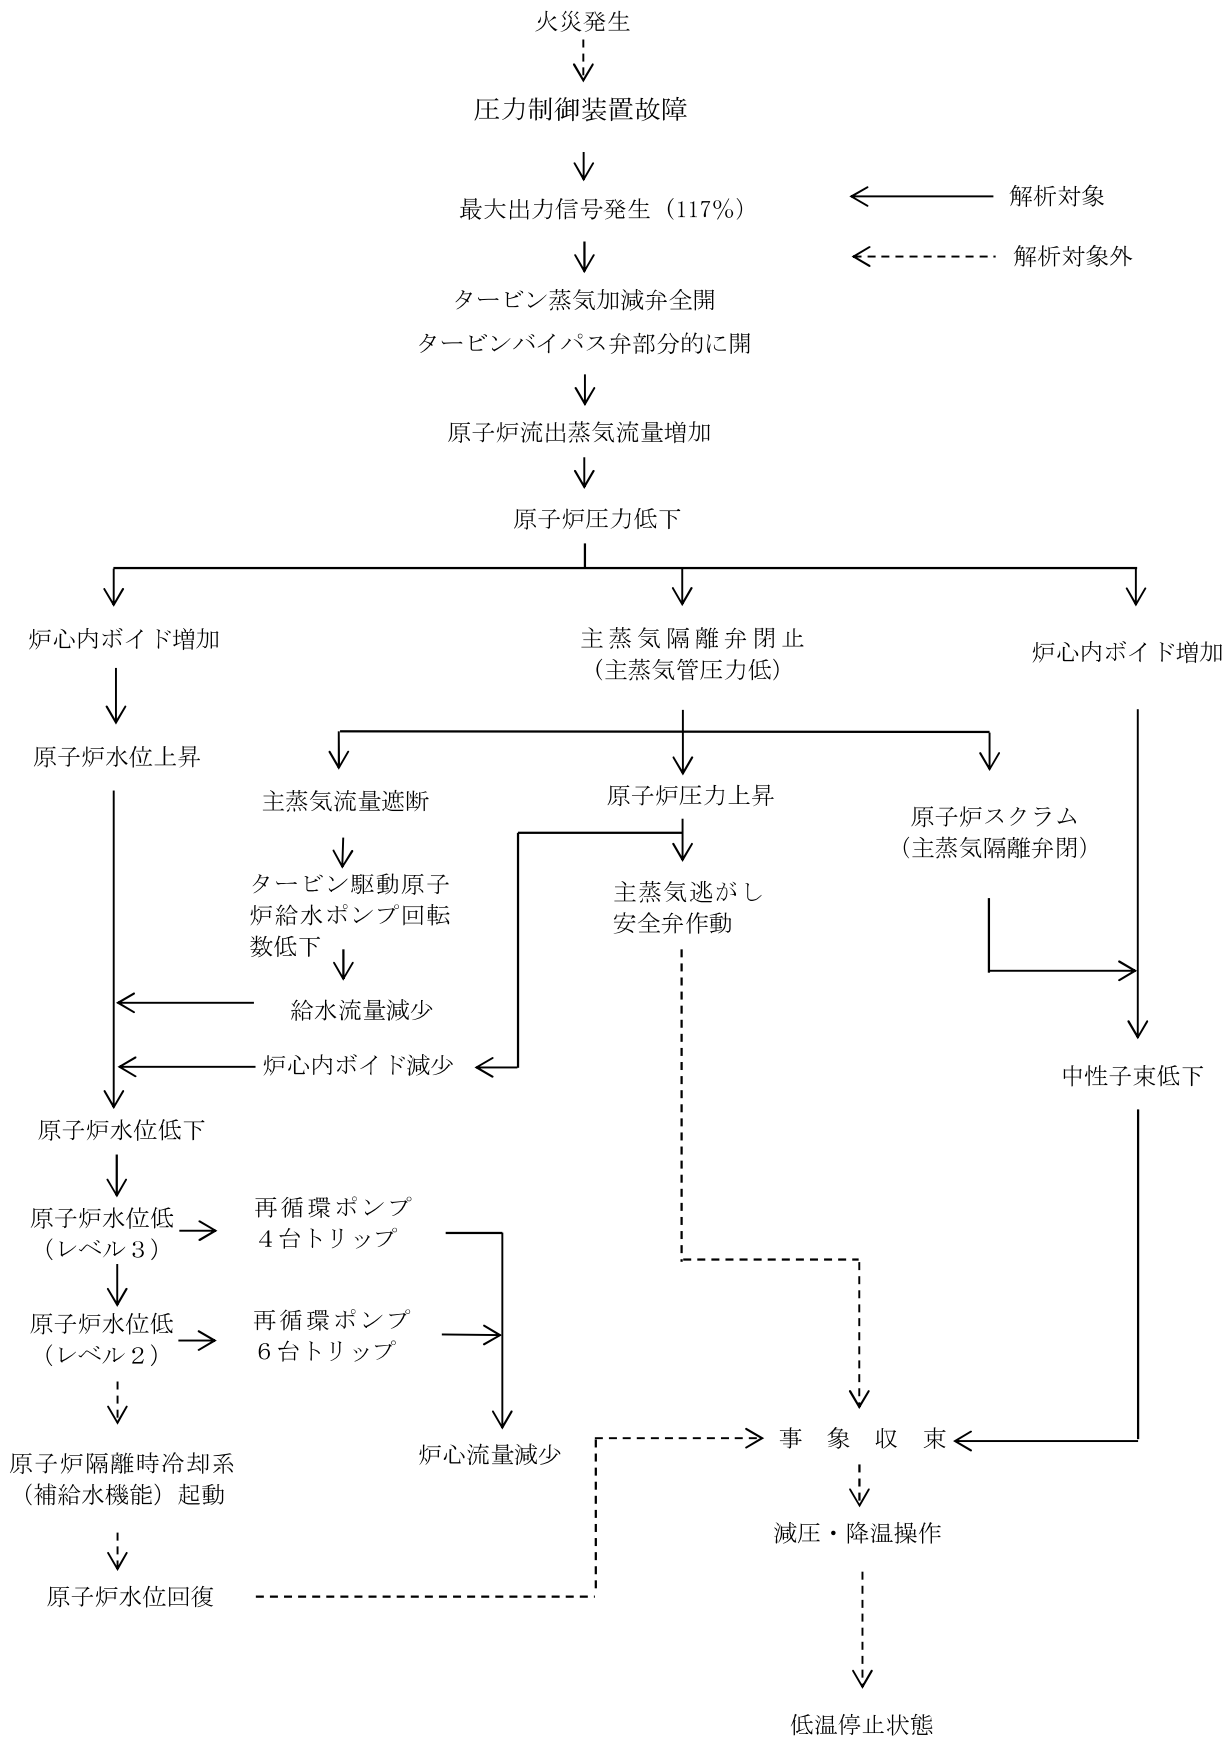 火災発生
圧力制御装置故障
最大出力信号発生（117％）
解析対象
解析対象外
タービン蒸気加減弁全開
タービンバイパス弁部分的に開
原子炉流出蒸気流量増加
原子炉圧力低下
炉心内ボイド増加
主蒸気隔離弁閉止
（主蒸気管圧力低）
炉心内ボイド増加
原子炉水位上昇
主蒸気流量遮断
原子炉圧力上昇
原子炉スクラム
（主蒸気隔離弁閉）
タービン駆動原子
炉給水ポンプ回転
数低下
主蒸気逃がし
安全弁作動
給水流量減少
炉心内ボイド減少
中性子束低下
原子炉水位低下
原子炉水位低
（レベル３）
再循環ポンプ
４台トリップ
原子炉水位低
（レベル２）
再循環ポンプ
６台トリップ
炉心流量減少
事　象　収　束
原子炉隔離時冷却系
（補給水機能）起動
減圧・降温操作
原子炉水位回復
低温停止状態